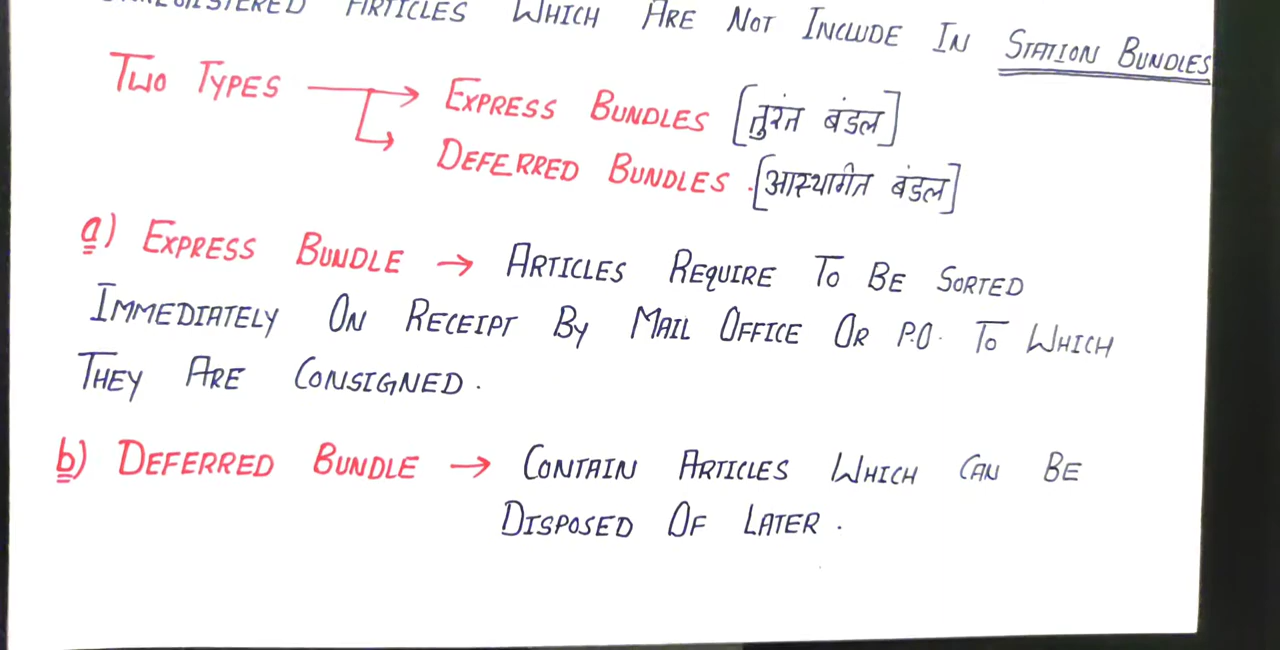 ARTICLES WHICH ARE NOT INCLUDE IN STATION BUNDLES
TWO TYPES → EXPRESS BUNDLES [तुरंत बंडल]
DEFERRED BUNDLES. [आस्थागित बंडल]
a) EXPRESS BUNDLE → ARTICLES REQUIRE TO BE SORTED
IMMEDIATELY ON RECEIPT BY MAIL OFFICE OR P.O. TO WHICH
THEY ARE CONSIGNED.
b) DEFERRED BUNDLE → CONTAIN ARTICLES WHICH CAN BE
DISPOSED OF LATER.